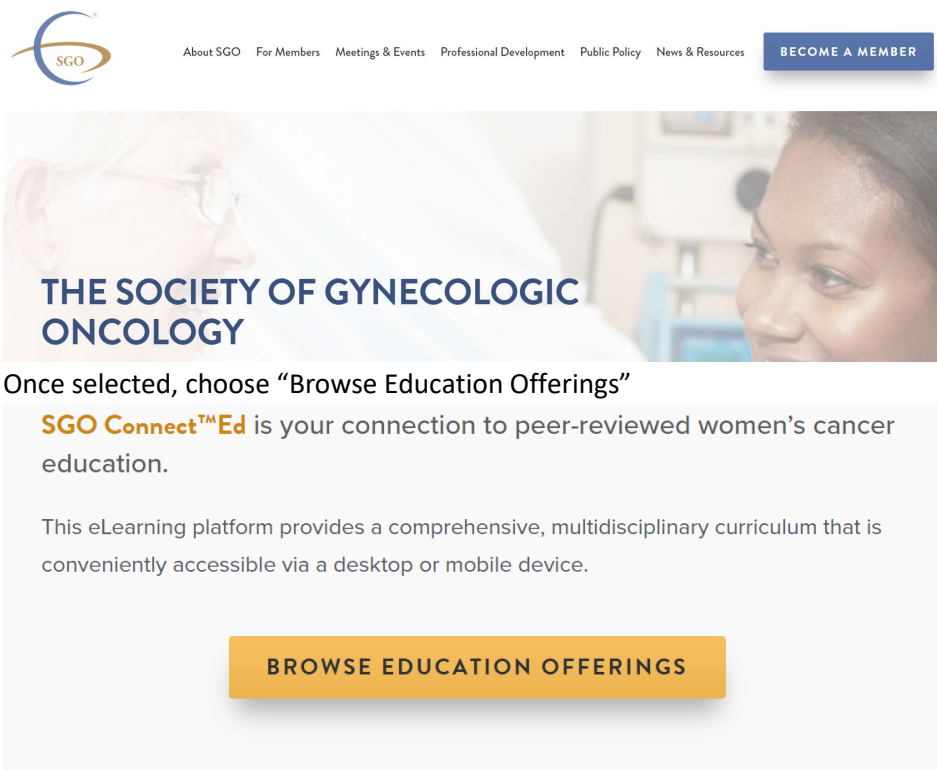 SGO
About SGO For Members Meetings & Events Professional Development Public Policy News & Resources BECOME A MEMBER
THE SOCIETY OF GYNECOLOGIC
ONCOLOGY
Once selected, choose “Browse Education Offerings”
SGO Connect™Ed is your connection to peer-reviewed women’s cancer
education.
This eLearning platform provides a comprehensive, multidisciplinary curriculum that is
conveniently accessible via a desktop or mobile device.
BROWSE EDUCATION OFFERINGS